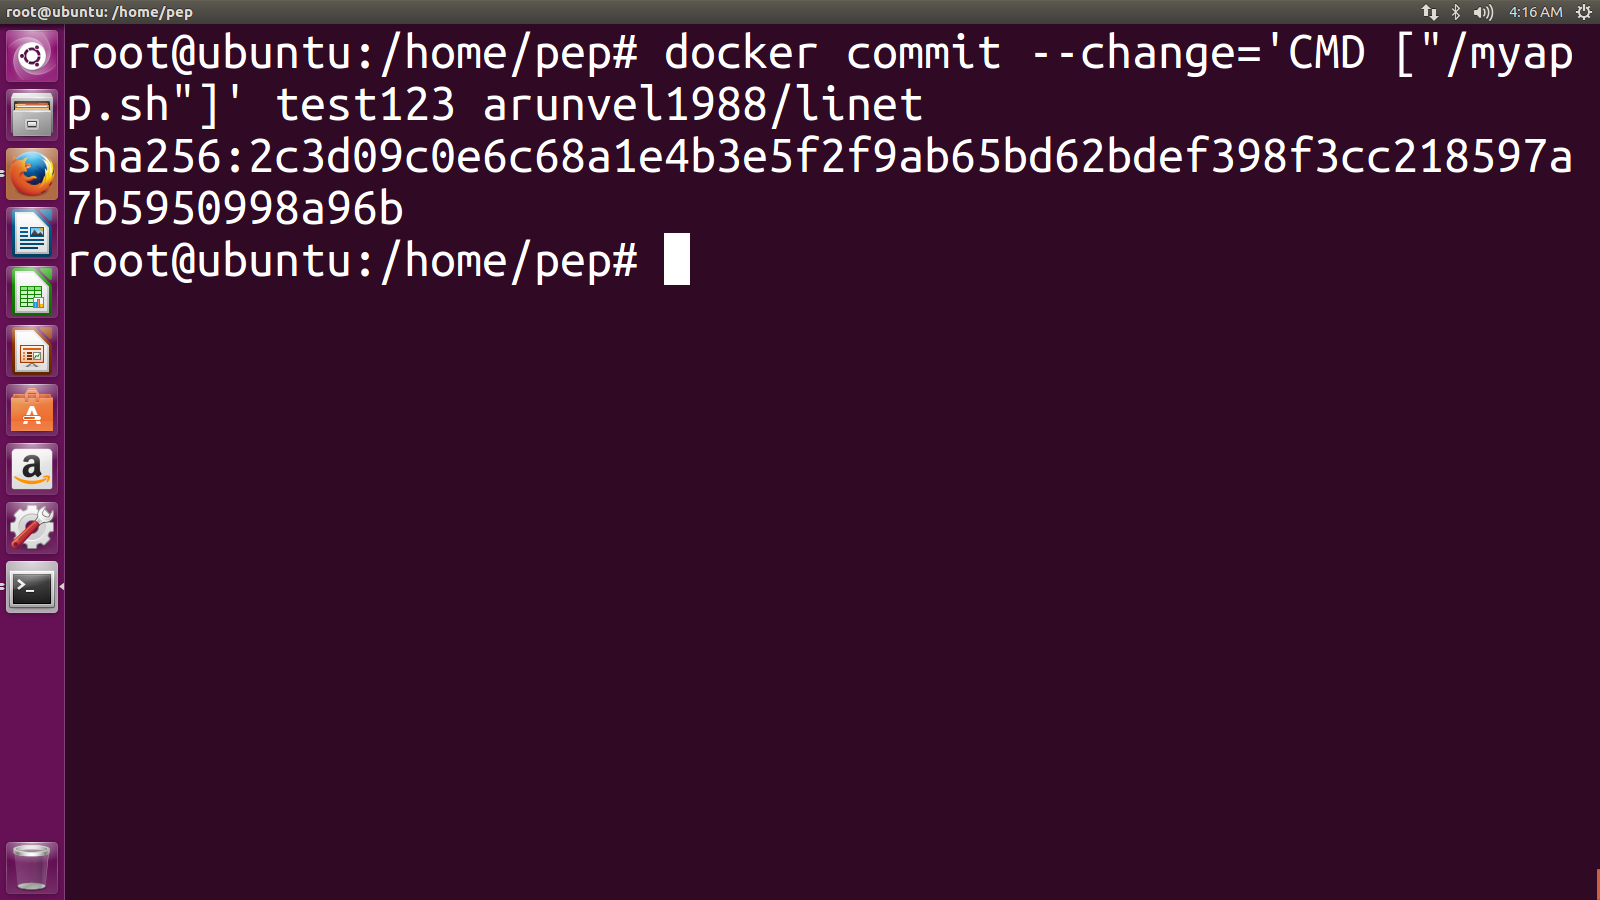 root@ubuntu: /home/pep
4:16 AM
root@ubuntu:/home/pep# docker commit --change='CMD ["/myap
p.sh"]' test123 arunvel1988/linet
sha256:2c3d09c0e6c68a1e4b3e5f2f9ab65bd62bdef398f3cc218597a
7b5950998a96b
root@ubuntu:/home/pep#